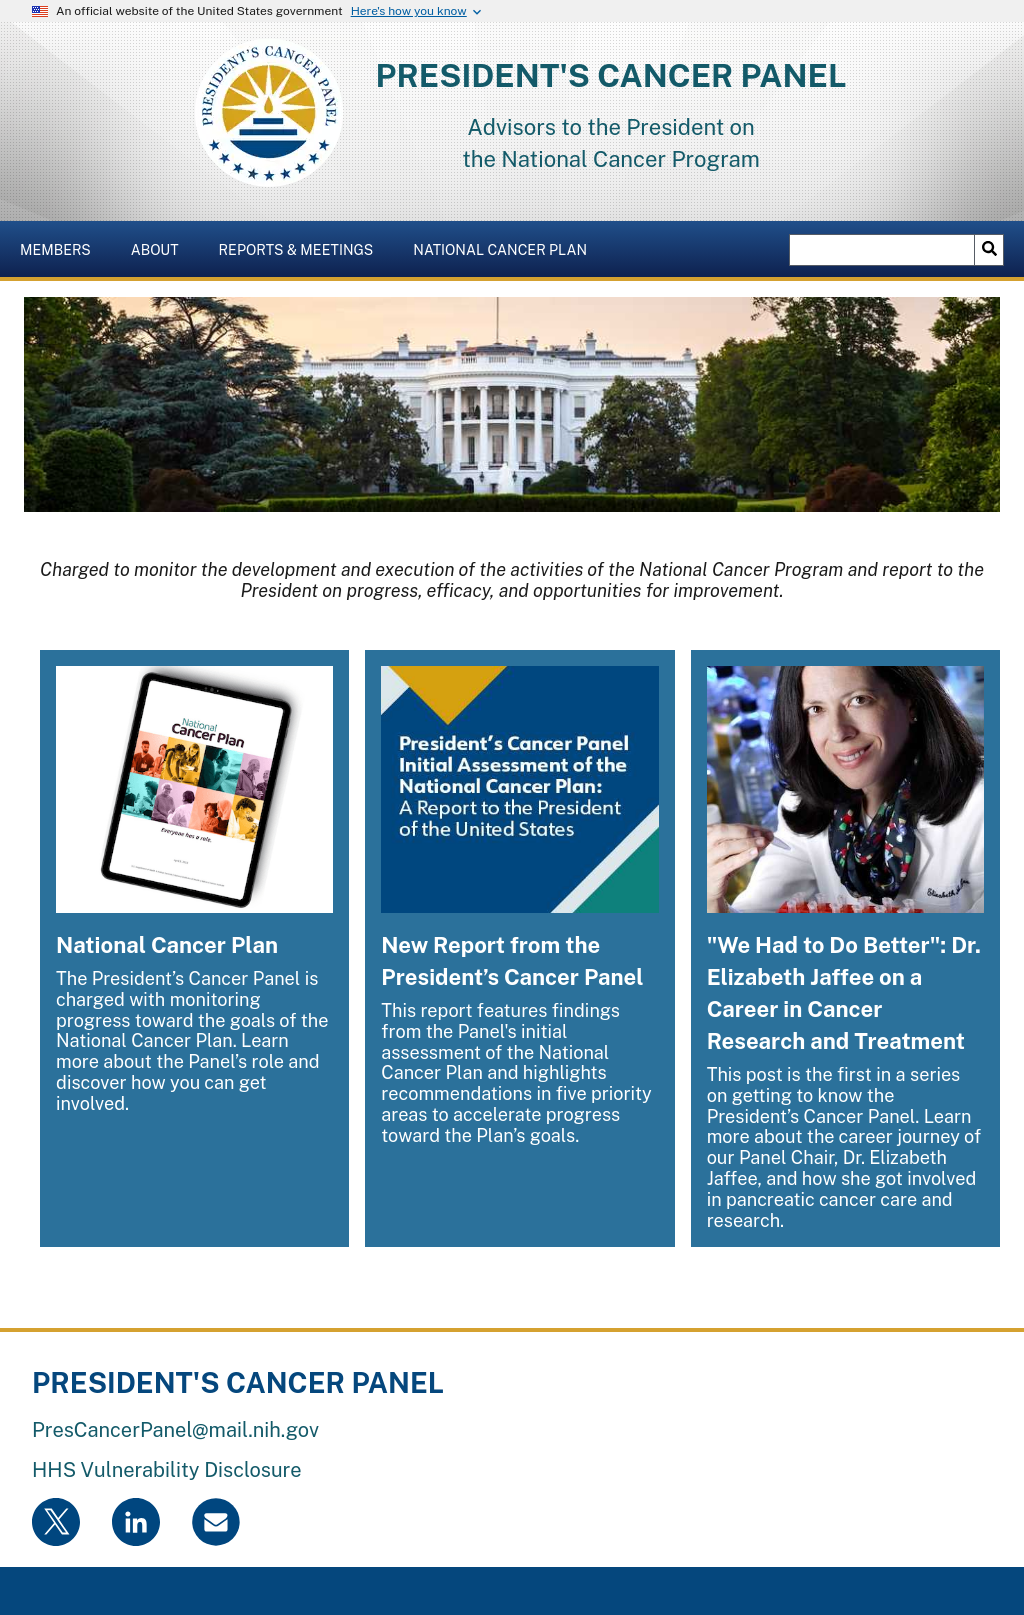 An official website of the United States government Here's how you know
PRESIDENT'S CANCER PANEL
PRESIDENT'S CANCER PANEL
Advisors to the President on
the National Cancer Program
MEMBERS ABOUT REPORTS & MEETINGS NATIONAL CANCER PLAN
Charged to monitor the development and execution of the activities of the National Cancer Program and report to the
President on progress, efficacy, and opportunities for improvement.
National
Cancer Plan
Everyone has a role.
National Cancer Plan
The President’s Cancer Panel is
charged with monitoring
progress toward the goals of the
National Cancer Plan. Learn
more about the Panel’s role and
discover how you can get
involved.
President’s Cancer Panel
Initial Assessment of the
National Cancer Plan:
A Report to the President
of the United States
New Report from the
President’s Cancer Panel
This report features findings
from the Panel's initial
assessment of the National
Cancer Plan and highlights
recommendations in five priority
areas to accelerate progress
toward the Plan’s goals.
"We Had to Do Better": Dr.
Elizabeth Jaffee on a
Career in Cancer
Research and Treatment
This post is the first in a series
on getting to know the
President’s Cancer Panel. Learn
more about the career journey of
our Panel Chair, Dr. Elizabeth
Jaffee, and how she got involved
in pancreatic cancer care and
research.
PRESIDENT'S CANCER PANEL
PresCancerPanel@mail.nih.gov
HHS Vulnerability Disclosure